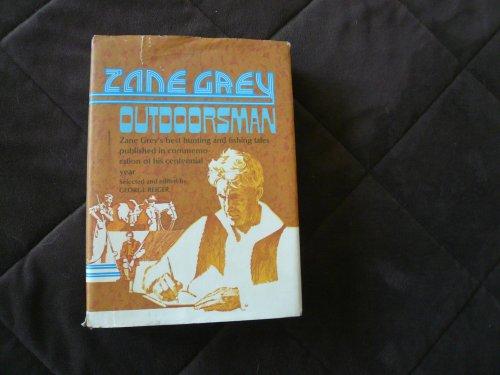 ZANE GREY
OUTDOORSMAN
Zane Grey's best hunting and fishing tales
published in commemo-
ration of his centennial
year
Selected and edited by
GEORGE REIGER